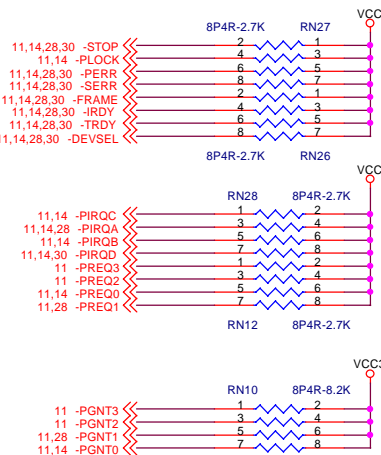 VCC
8P4R-2.7K RN27
11,14,28,30 -STOP 2 1
11,14 -PLOCK 4 3
11,14,28,30 -PERR 6 5
11,14,28,30 -SERR 8 7
11,14,28,30 -FRAME 2 1
11,14,28,30 -IRDY 4 3
11,14,28,30 -TRDY 6 5
11,14,28,30 -DEVSEL 8 7
8P4R-2.7K RN26
VCC
RN28 8P4R-2.7K
11,14 -PIRQC 1 2
11,14,28 -PIRQA 3 4
11,14 -PIRQB 5 6
11,14,30 -PIRQD 7 8
11 -PREQ3 1 2
11 -PREQ2 3 4
11,14 -PREQ0 5 6
11,28 -PREQ1 7 8
RN12 8P4R-2.7K
VCC3
RN10 8P4R-8.2K
11 -PGNT3 1 2
11 -PGNT2 3 4
11,28 -PGNT1 5 6
11,14 -PGNT0 7 8